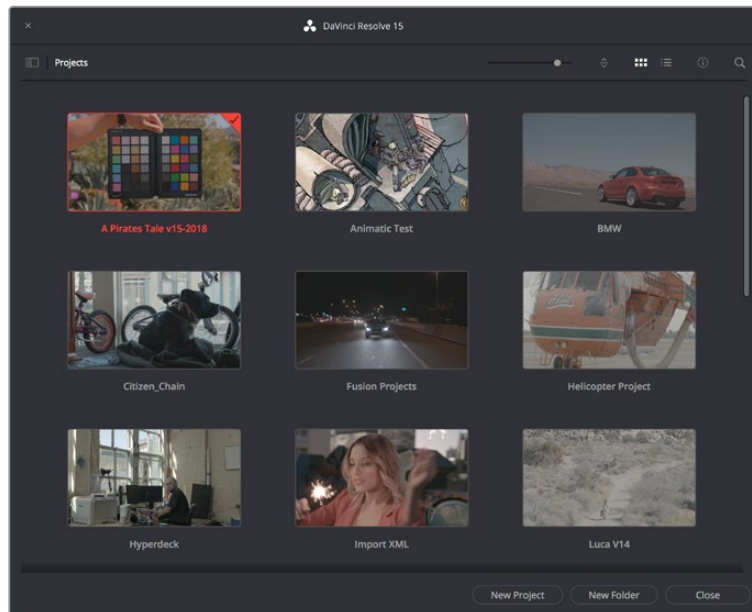 DaVinci Resolve 15
Projects
A Pirates Tale v15-2018
Animatic Test
BMW
Citizen_Chain
Fusion Projects
Helicopter Project
Hyperdeck
Import XML
Luca V14
New Project
New Folder
Close